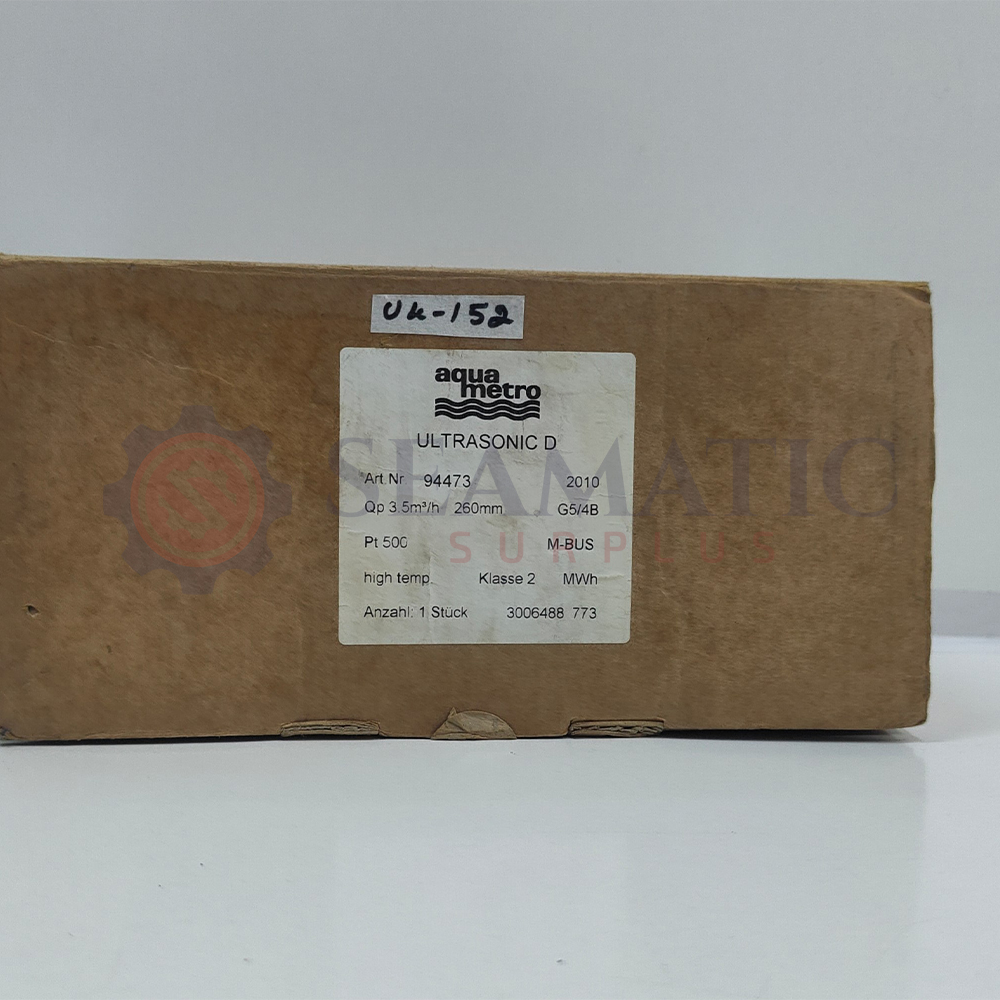 Uk-152
aqua
metro
ULTRASONIC D
Art.Nr 94473 2010
Qp 3.5m³/h 260mm G5/4B
Pt 500 M-BUS
high temp. Klasse 2 MWh
Anzahl: 1 Stück 3006488 773
SEAMATIC
SURPLUS